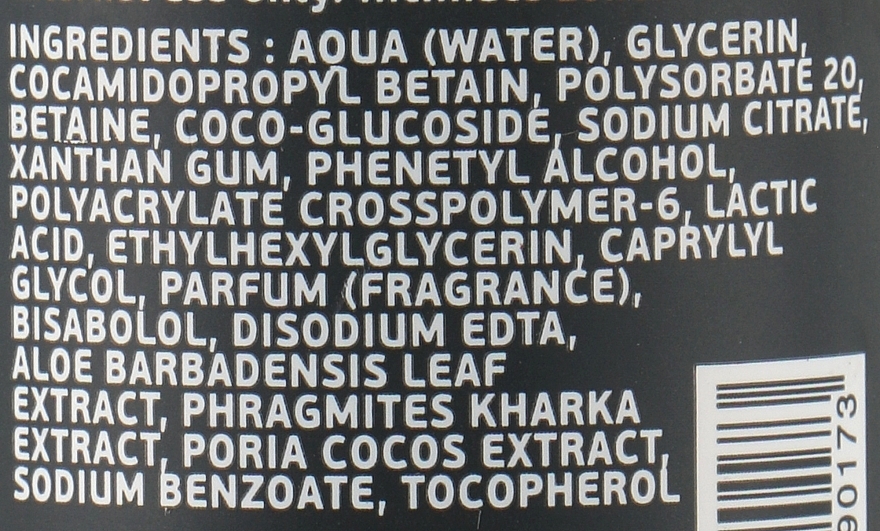 INGREDIENTS : AQUA (WATER), GLYCERIN,
COCAMIDOPROPYL BETAIN, POLYSORBATE 20,
BETAINE, COCO-GLUCOSIDE, SODIUM CITRATE,
XANTHAN GUM, PHENETYL ALCOHOL,
POLYACRYLATE CROSSPOLYMER-6, LACTIC
ACID, ETHYLHEXYLGLYCERIN, CAPRYLYL
GLYCOL, PARFUM (FRAGRANCE),
BISABOLOL, DISODIUM EDTA,
ALOE BARBADENSIS LEAF
EXTRACT, PHRAGMITES KHARKA
EXTRACT, PORIA COCOS EXTRACT,
SODIUM BENZOATE, TOCOPHEROL
90173